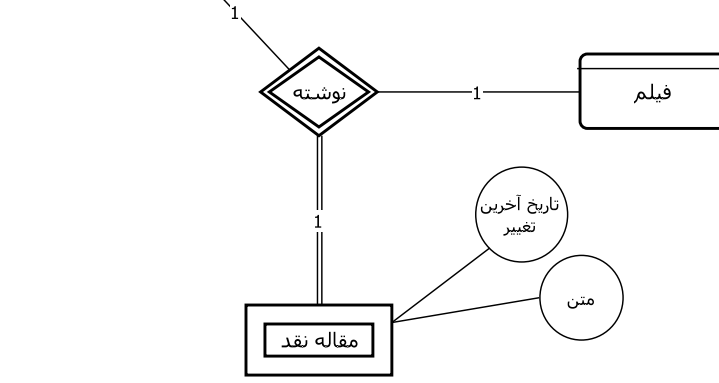 1
نوشته
1
فیلم
1
تاریخ آخرین
تغییر
متن
مقاله نقد